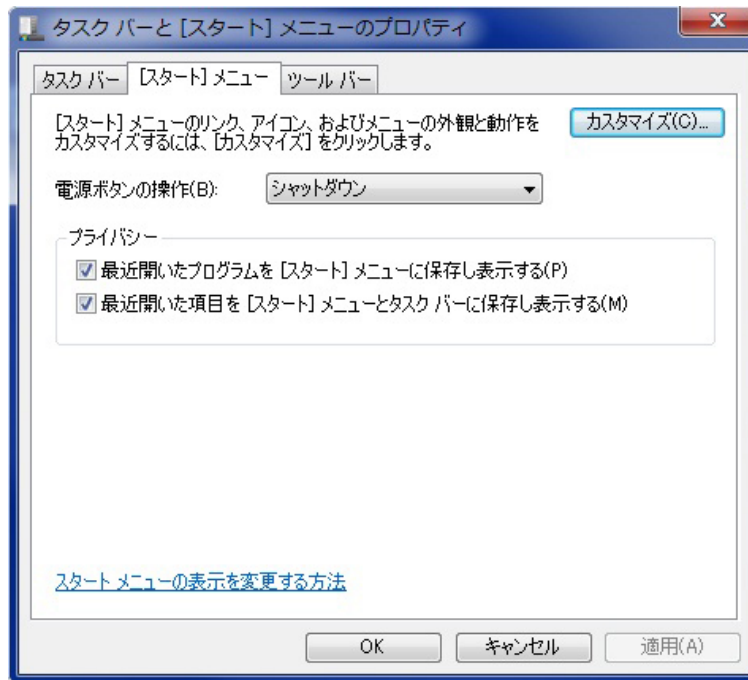 タスク バーと [スタート] メニューのプロパティ
タスク バー
[スタート] メニュー
ツール バー
[スタート] メニューのリンク、アイコン、およびメニューの外観と動作を
カスタマイズするには、[カスタマイズ] をクリックします。
カスタマイズ(C)...
電源ボタンの操作(B):
シャットダウン
プライバシー
最近開いたプログラムを [スタート] メニューに保存し表示する(P)
最近開いた項目を [スタート] メニューとタスク バーに保存し表示する(M)
スタート メニューの表示を変更する方法
OK
キャンセル
適用(A)